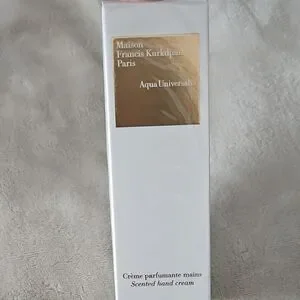 Maison
Francis Kurkdjian
Paris
Aqua Universalis
Crème parfumante mains
Scented hand cream